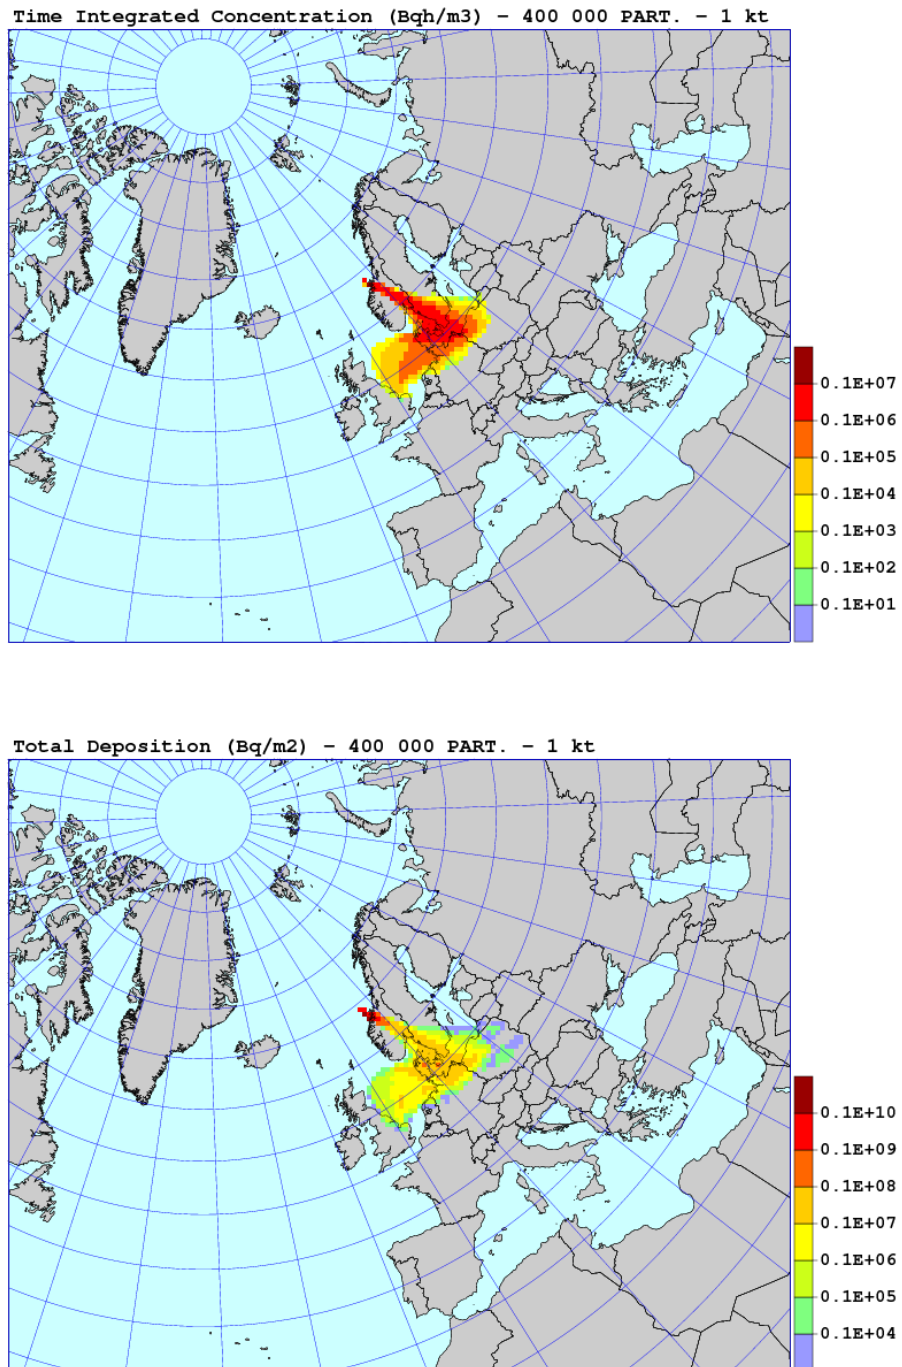 Time Integrated Concentration (Bqh/m3) – 400 000 PART. – 1 kt
0.1E+07
0.1E+06
0.1E+05
0.1E+04
0.1E+03
0.1E+02
0.1E+01
Total Deposition (Bq/m2) – 400 000 PART. – 1 kt
0.1E+10
0.1E+09
0.1E+08
0.1E+07
0.1E+06
0.1E+05
0.1E+04